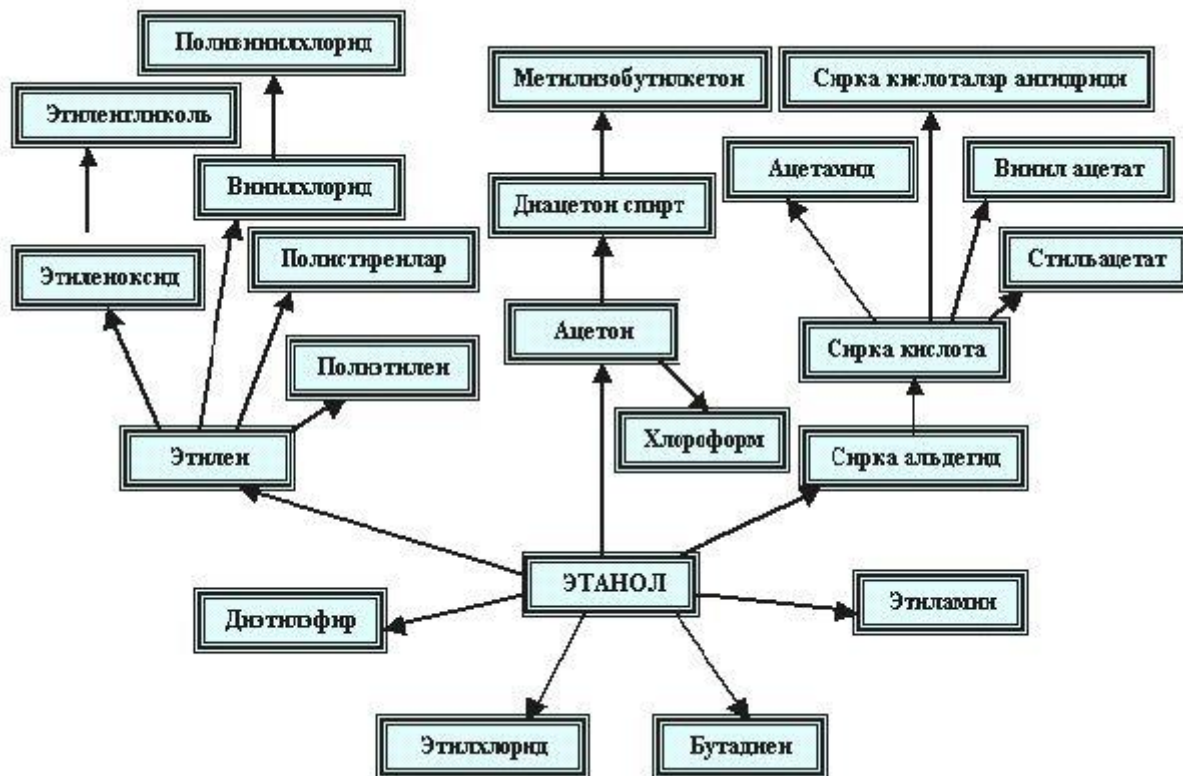 Поливинилхлорид
Метилизобутилкетон
Сирка кислоталар ангидриди
Этиленгликоль
Винилхлорид
Диацетон спирт
Ацетамид
Винил ацетат
Этиленоксид
Полистиренлар
Стильацетат
Ацетон
Сирка кислота
Полиэтилен
Этилен
Хлороформ
Сирка альдегид
ЭТАНОЛ
Диэтилэфир
Этиламин
Этилхлорид
Бутадиен